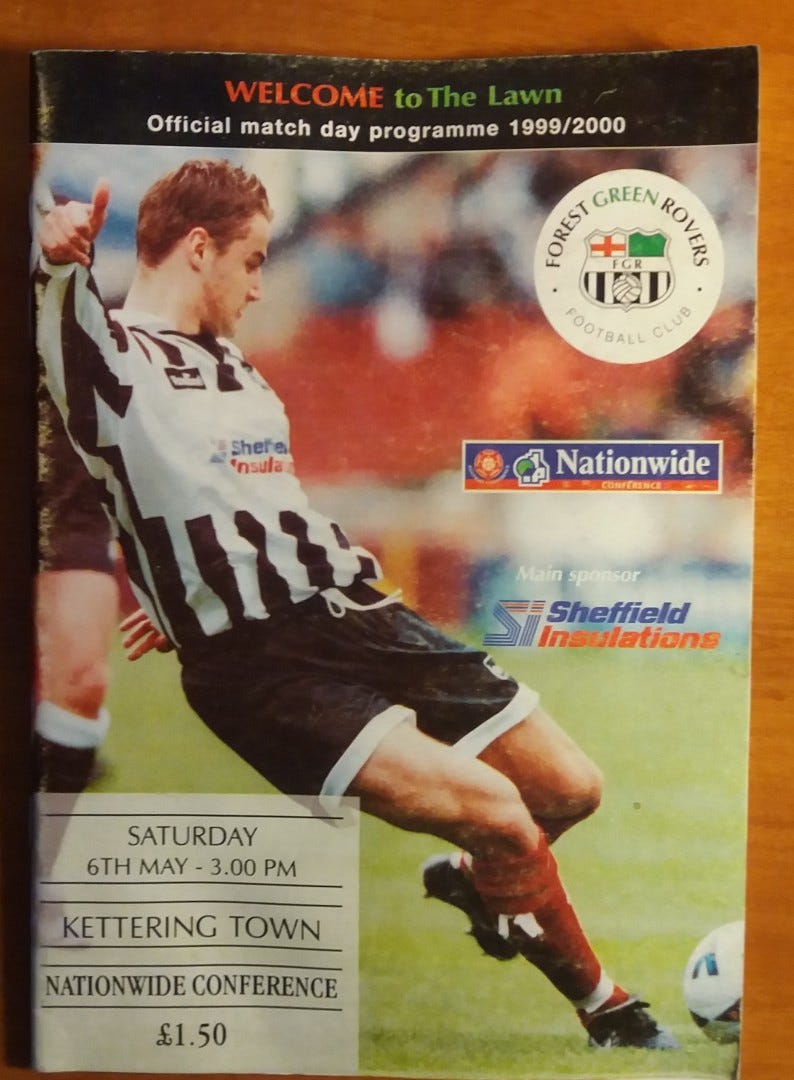 WELCOME to The Lawn
Official match day programme 1999/2000
FOREST GREEN ROVERS
FGR
FOOTBALL CLUB
Nationwide
CONFERENCE
Main sponsor
Si Sheffield
Insulations
SATURDAY
6TH MAY - 3.00 PM
KETTERING TOWN
NATIONWIDE CONFERENCE
£1.50